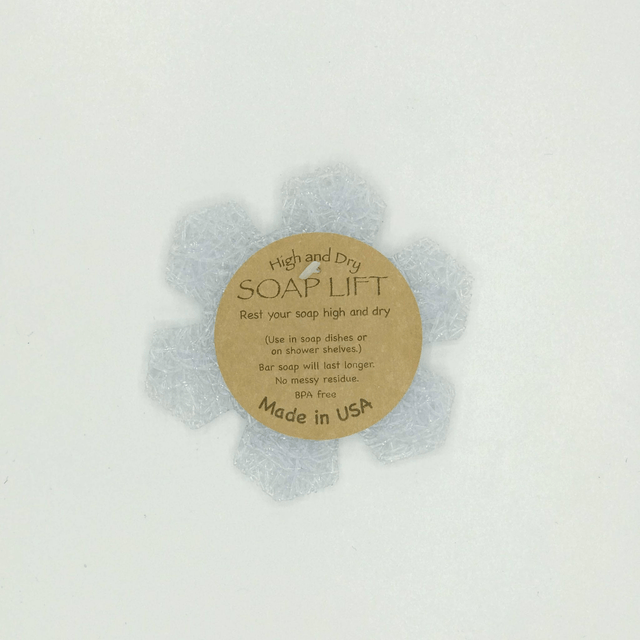 High and Dry
SOAP LIFT
Rest your soap high and dry
(Use in soap dishes or
on shower shelves.)
Bar soap will last longer.
No messy residue.
BPA free
Made in USA